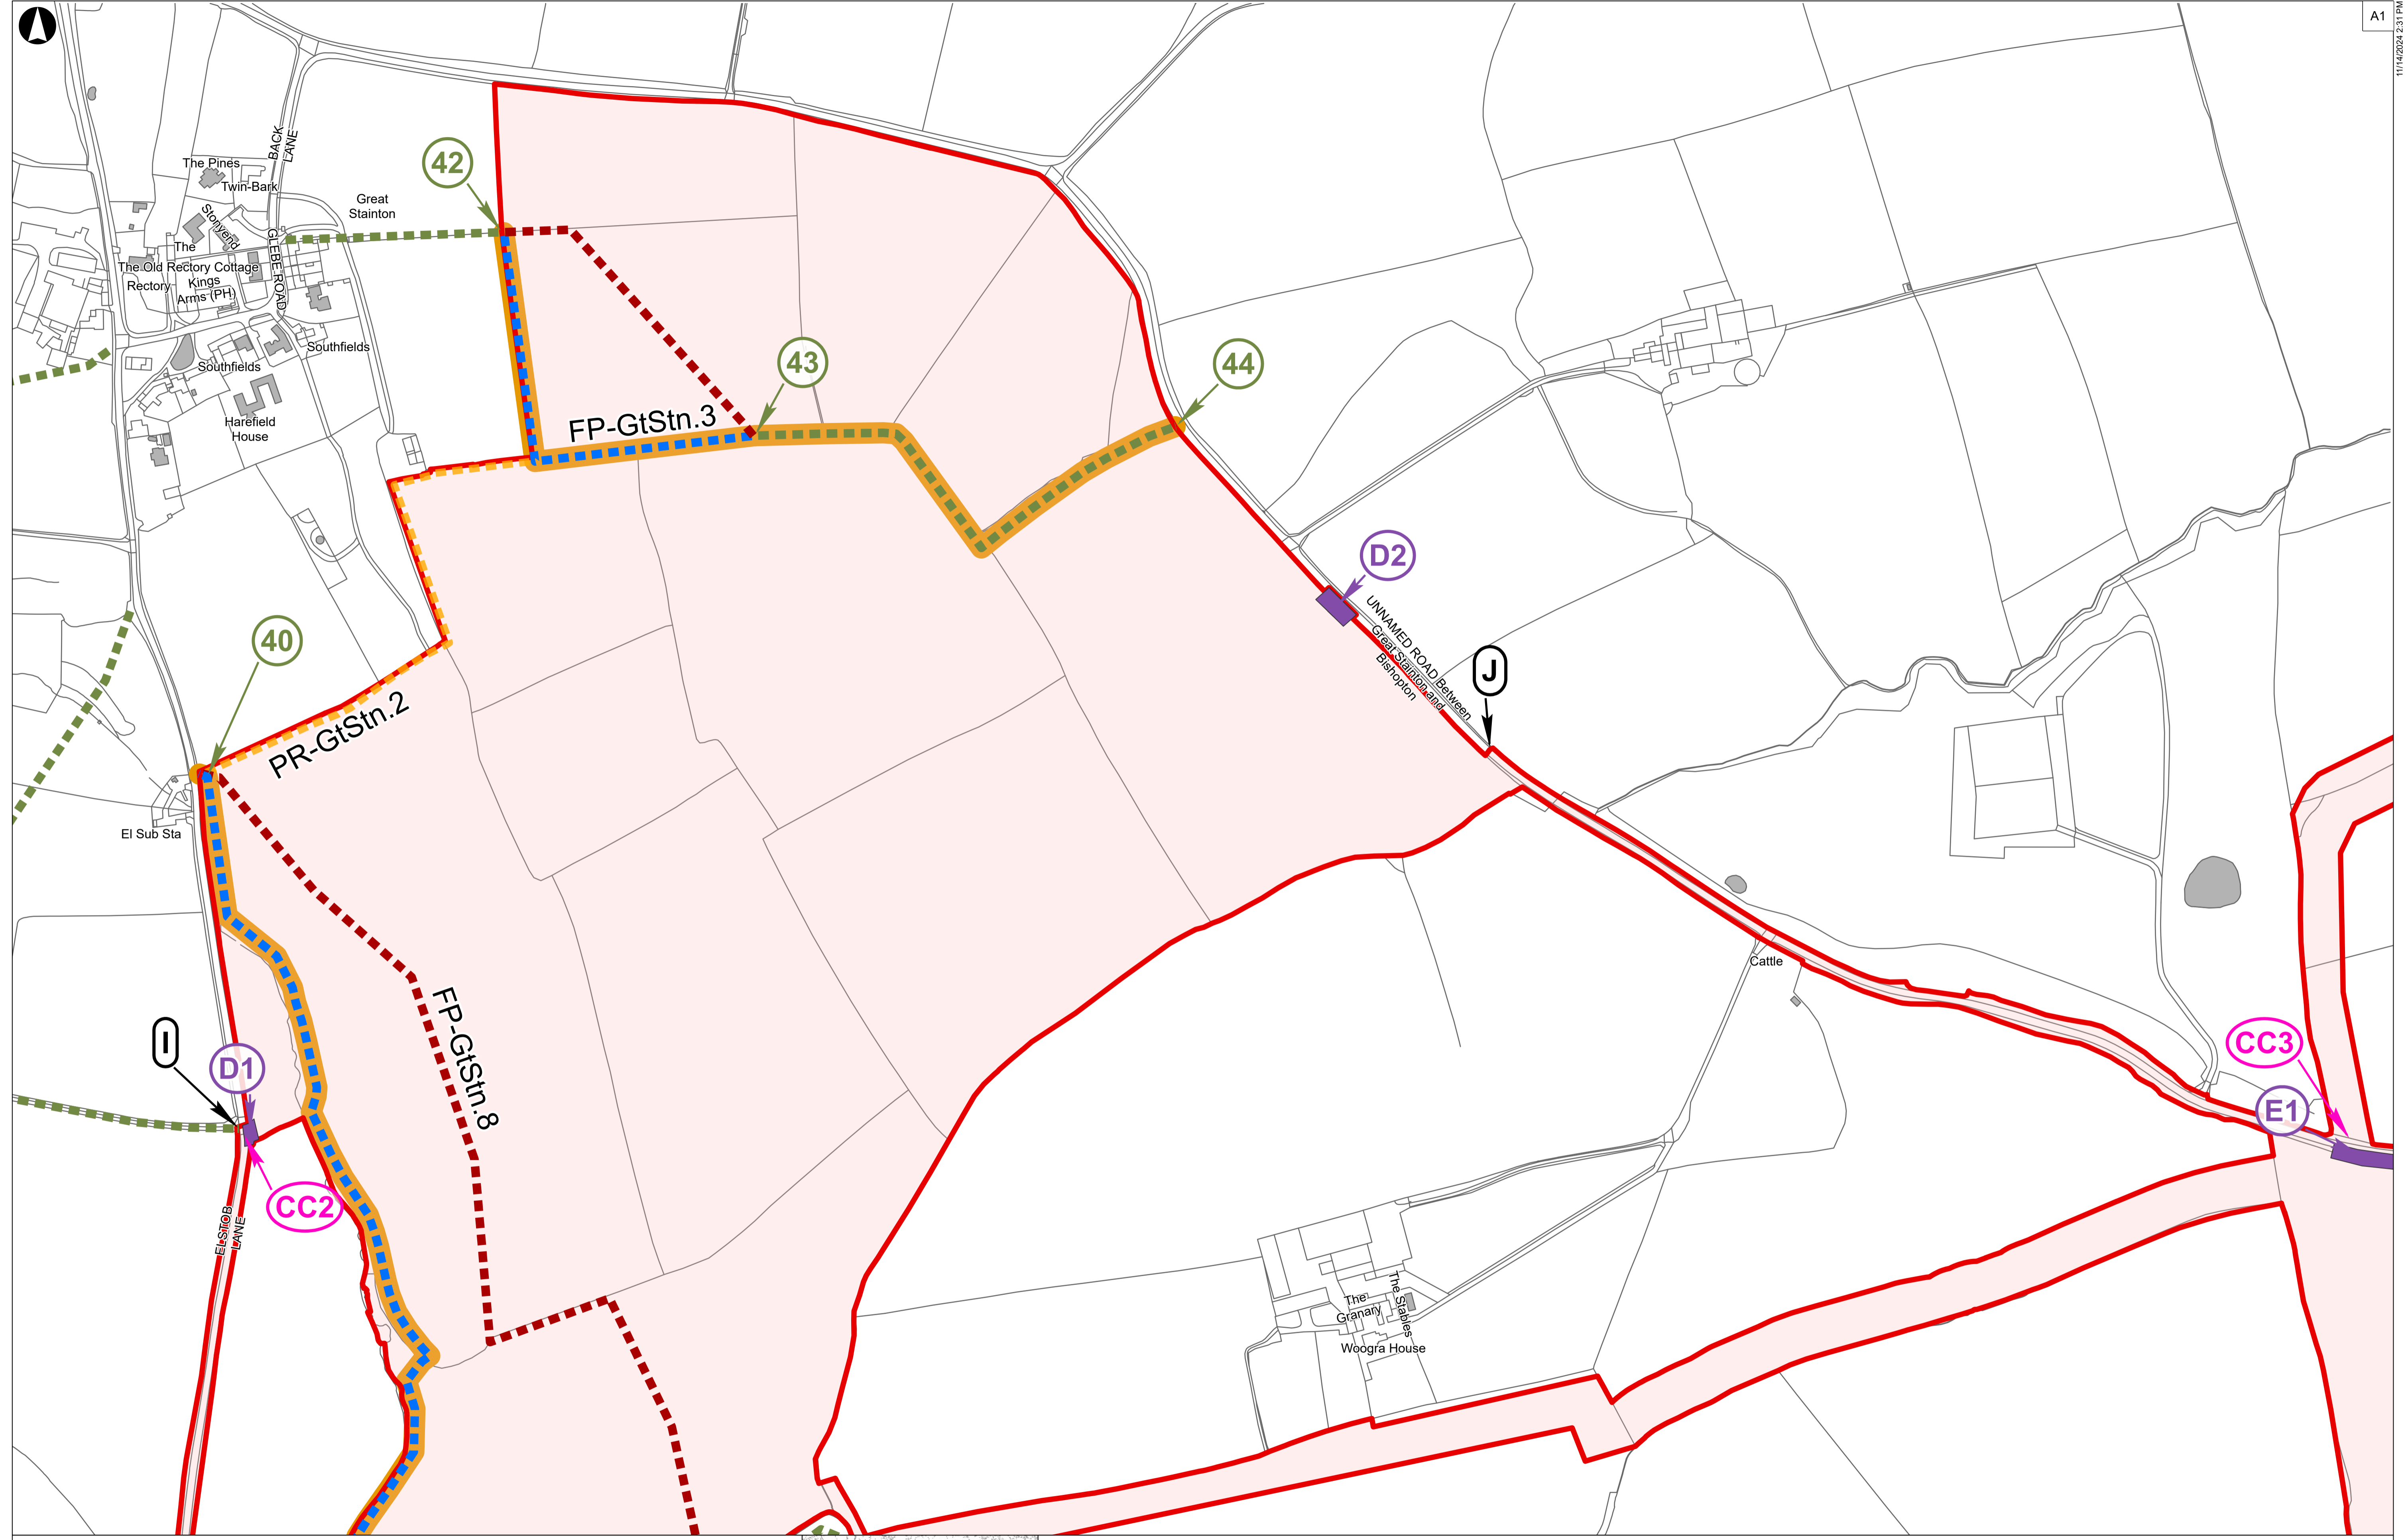 A1
11/14/2024 2:31 PM
BACK
LANE
The Pines
Twin-Bark
42
Great
Stainton
Stonyend
The
GLEBE ROAD
The Old Rectory Cottage
Rectory
Kings
Arms (PH)
Southfields
Southfields
43
44
Harefield
House
FP-GtStn.3
D2
40
UNNAMED ROAD Between
Great Stainton and
Bishopton
J
PR-GtStn.2
El Sub Sta
Cattle
FP-GtStn.8
I
D1
CC3
E1
CC2
ELSTOB
LANE
The
Granary
The Stables
Woogra House